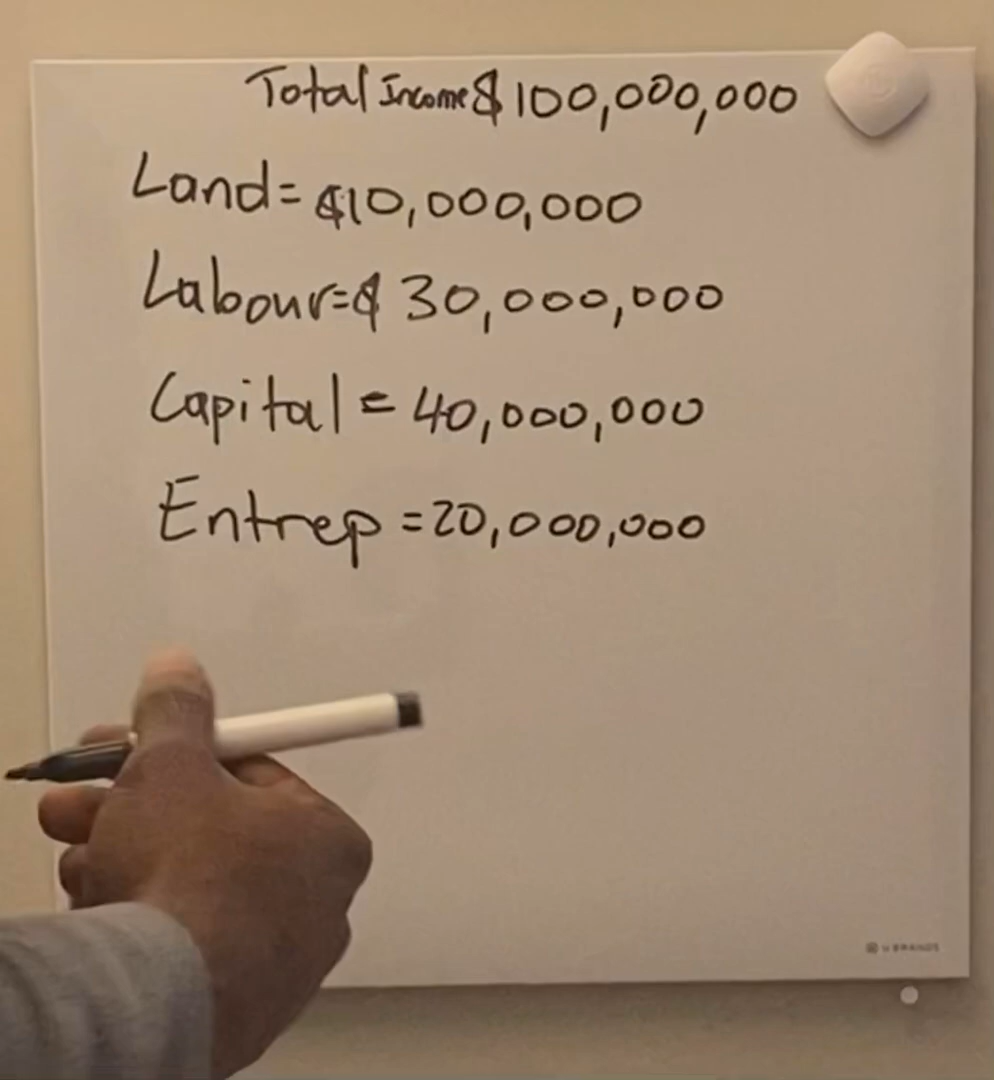 Total Income $ 100,000,000
Land = $10,000,000
Labour = $ 30,000,000
Capital = 40,000,000
Entrep = 20,000,000
U BRANDS